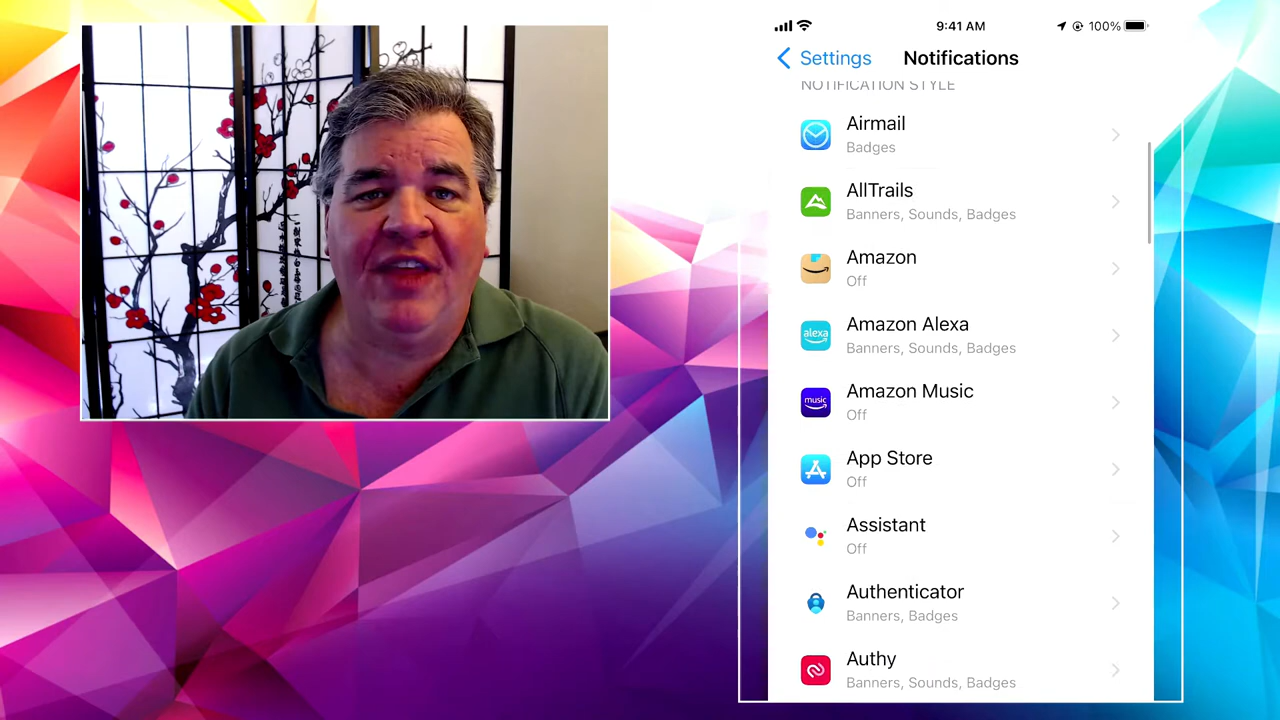 9:41 AM
100%
Settings
Notifications
NOTIFICATION STYLE
Airmail
Badges
AllTrails
Banners, Sounds, Badges
Amazon
Off
alexa
Amazon Alexa
Banners, Sounds, Badges
music
Amazon Music
Off
App Store
Off
Assistant
Off
Authenticator
Banners, Badges
Authy
Banners, Sounds, Badges